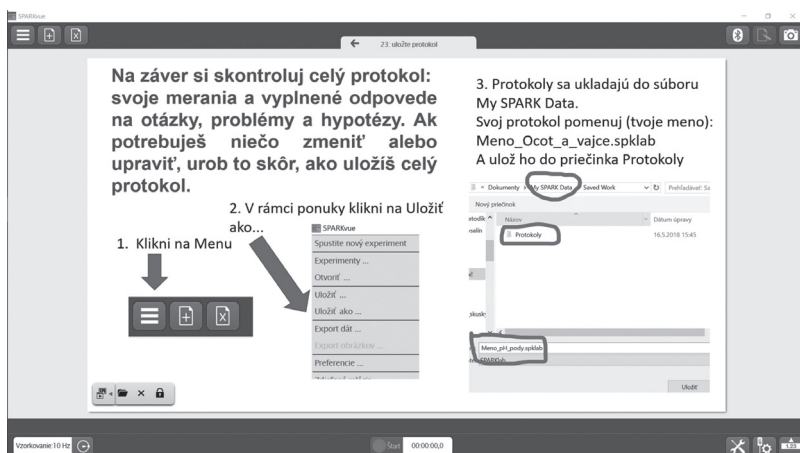 SPARKvue
23: uložte protokol
Na záver si skontroluj celý protokol:
svoje merania a vyplnené odpovede
na otázky, problémy a hypotézy. Ak
potrebuješ niečo zmeniť alebo
upraviť, urob to skôr, ako uložíš celý
protokol.
1. Klikni na Menu
2. V rámci ponuky klikni na Uložiť
ako...
SPARKvue
Spustite nový experiment
Experimenty ...
Otvoriť ...
Uložiť ...
Uložiť ako ...
Export dát ...
Export obrázkov ...
Preferencie ...
3. Protokoly sa ukladajú do súboru
My SPARK Data.
Svoj protokol pomenuj (tvoje meno):
Meno_Ocot_a_vajce.spklab
A ulož ho do priečinka Protokoly
« Dokumenty › My SPARK Data › Saved Work
Prehľadávať: Sa
Nový priečinok
Názov
Dátum úpravy
Protokoly
16.5.2018 15:45
Meno_pH_pody.spklab
Uložiť
Vzorkovanie:10 Hz
Štart
00:00:00,0
1.23